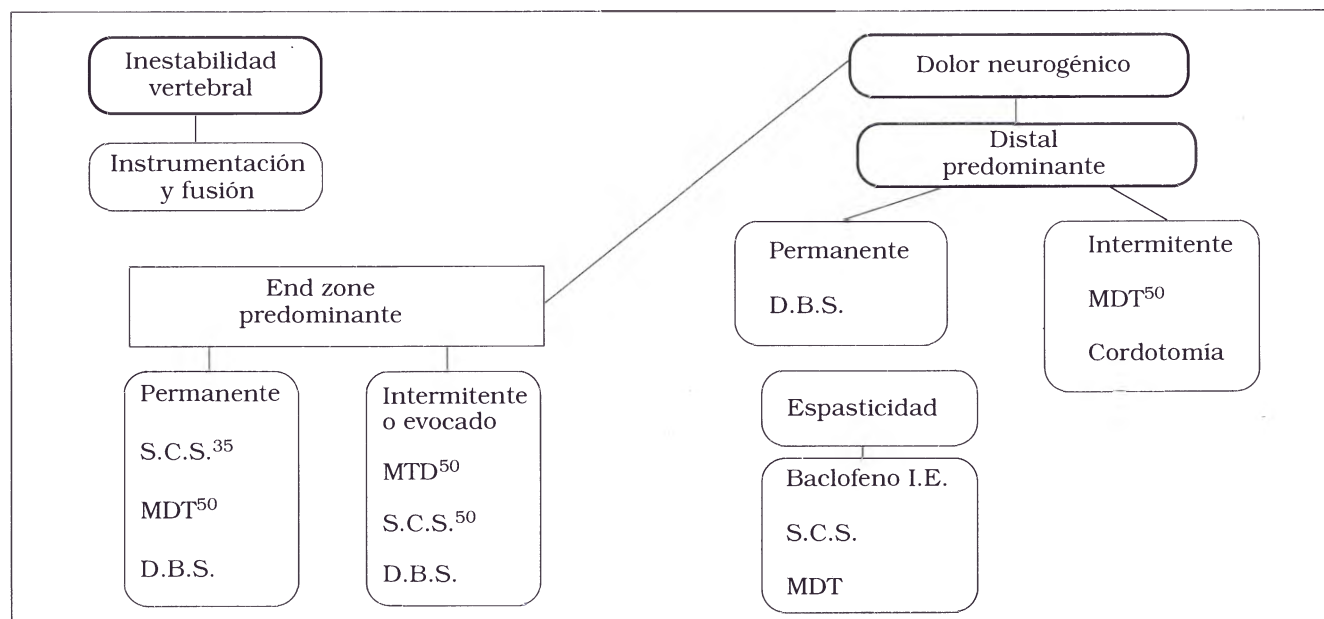 Inestabilidad
vertebral
Instrumentación
y fusión
Dolor neurogénico
Distal
predominante
Permanente
D.B.S.
Intermitente
MDT⁵⁰
Cordotomía
End zone
predominante
Permanente
S.C.S.³⁵
MDT⁵⁰
D.B.S.
Intermitente
o evocado
MTD⁵⁰
S.C.S.⁵⁰
D.B.S.
Espasticidad
Baclofeno I.E.
S.C.S.
MDT